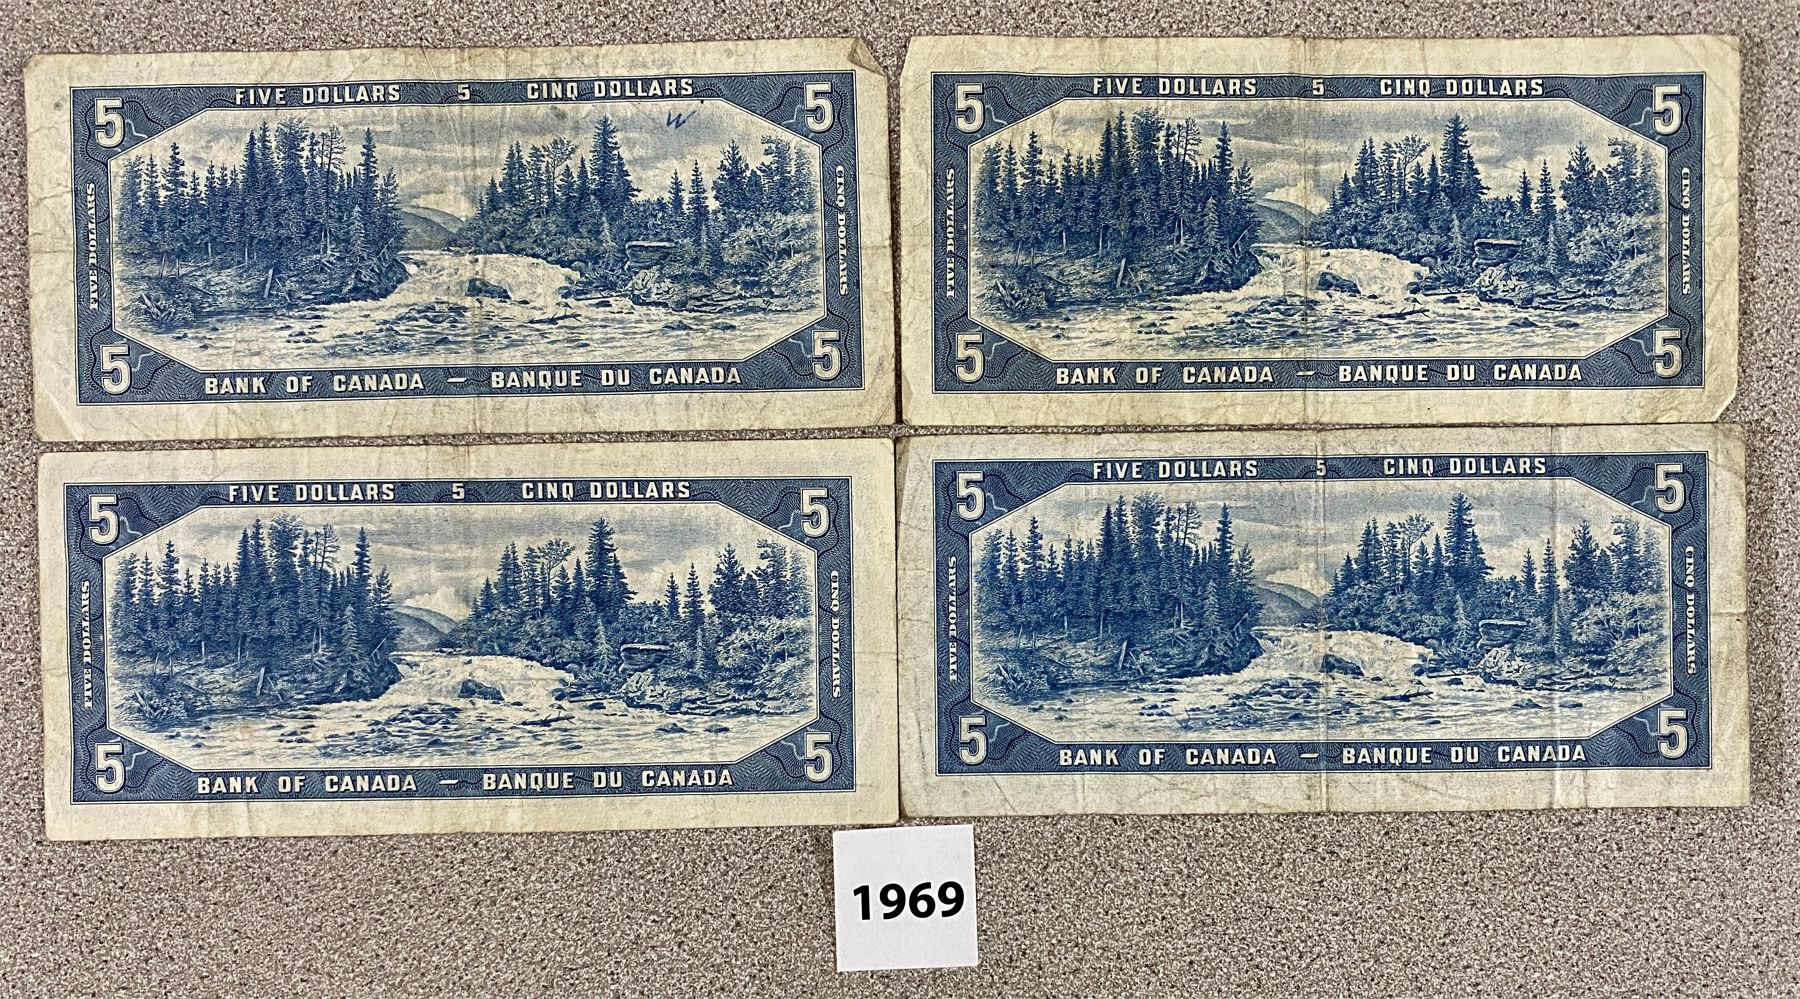 FIVE DOLLARS 5 CINQ DOLLARS
5 5
FIVE DOLLARS CINQ DOLLARS
5 5
BANK OF CANADA — BANQUE DU CANADA
FIVE DOLLARS 5 CINQ DOLLARS
5 5
FIVE DOLLARS CINQ DOLLARS
5 5
BANK OF CANADA — BANQUE DU CANADA
FIVE DOLLARS 5 CINQ DOLLARS
5 5
FIVE DOLLARS CINQ DOLLARS
5 5
BANK OF CANADA — BANQUE DU CANADA
FIVE DOLLARS 5 CINQ DOLLARS
5 5
FIVE DOLLARS CINQ DOLLARS
5 5
BANK OF CANADA — BANQUE DU CANADA
1969